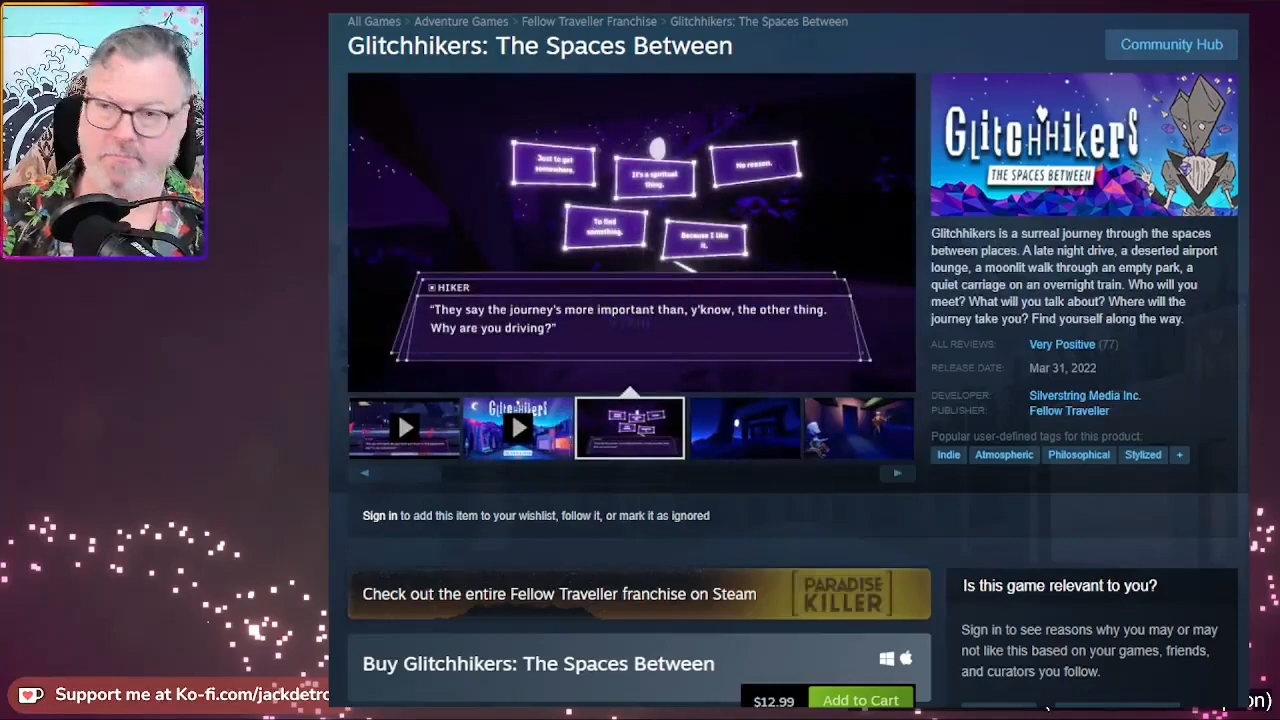 All Games > Adventure Games > Fellow Traveller Franchise > Glitchhikers: The Spaces Between
Glitchhikers: The Spaces Between
Community Hub
Just to get
somewhere.
It's a spiritual
thing.
No reason.
To find
something.
Because I like
it.
HIKER
"They say the journey's more important than, y'know, the other thing.
Why are you driving?"
GLITCHHIKERS
THE SPACES BETWEEN
Glitchhikers is a surreal journey through the spaces
between places. A late night drive, a deserted airport
lounge, a moonlit walk through an empty park, a
quiet carriage on an overnight train. Who will you
meet? What will you talk about? Where will the
journey take you? Find yourself along the way.
ALL REVIEWS: Very Positive (77)
RELEASE DATE: Mar 31, 2022
DEVELOPER: Silverstring Media Inc.
PUBLISHER: Fellow Traveller
Popular user-defined tags for this product:
Indie Atmospheric Philosophical Stylized +
GLITCHHIKERS
Sign in to add this item to your wishlist, follow it, or mark it as ignored
Check out the entire Fellow Traveller franchise on Steam
PARADISE
KILLER
Is this game relevant to you?
Sign in to see reasons why you may or may
not like this based on your games, friends,
and curators you follow.
Buy Glitchhikers: The Spaces Between
$12.99 Add to Cart
Support me at Ko-fi.com/jackdetro
on)